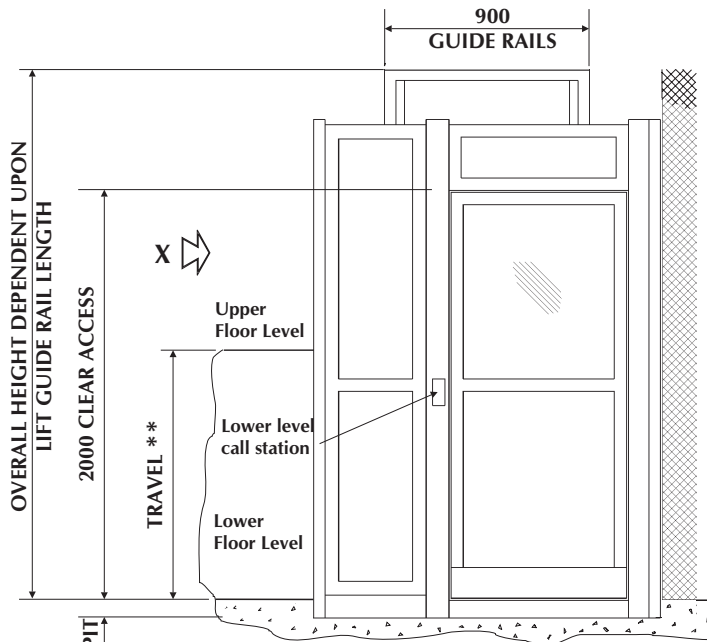 900
GUIDE RAILS
OVERALL HEIGHT DEPENDENT UPON
LIFT GUIDE RAIL LENGTH
2000 CLEAR ACCESS
X
Upper
Floor Level
TRAVEL **
Lower level
call station
Lower
Floor Level
PIT